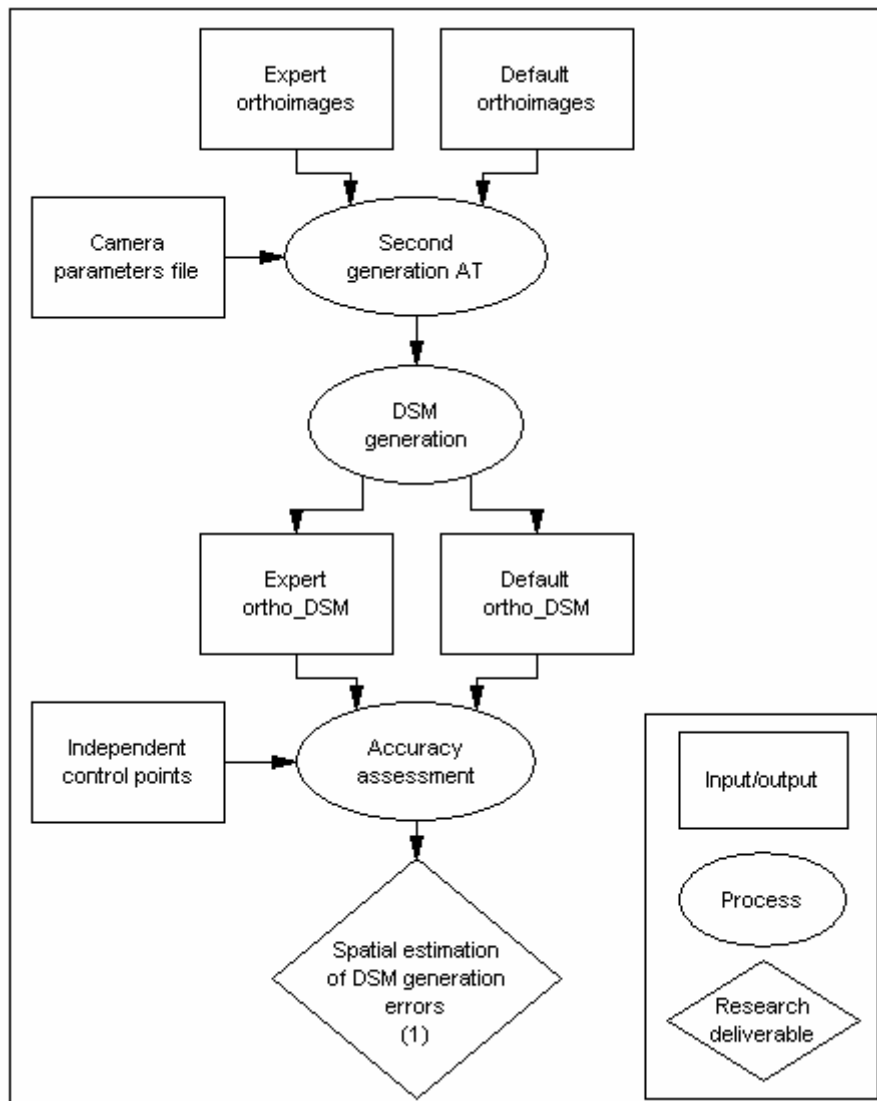 Expert
orthoimages
Default
orthoimages
Camera
parameters file
Second
generation AT
DSM
generation
Expert
ortho_DSM
Default
ortho_DSM
Independent
control points
Accuracy
assessment
Spatial estimation
of DSM generation
errors
(1)
Input/output
Process
Research
deliverable